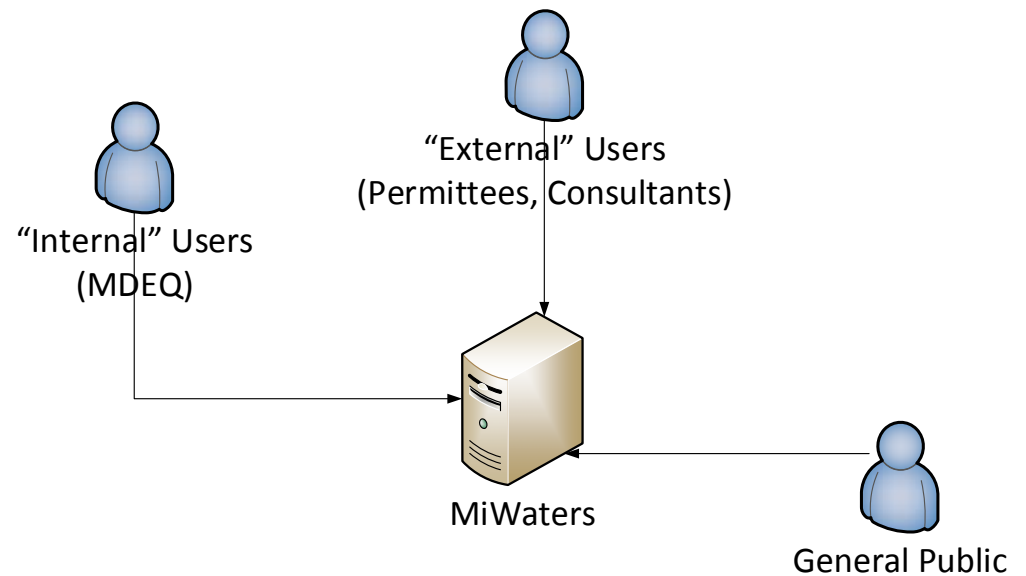 “External” Users
(Permittees, Consultants)
“Internal” Users
(MDEQ)
MiWaters
General Public